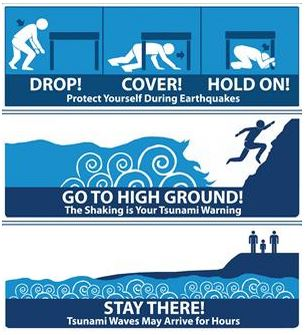 DROP! COVER! HOLD ON!
Protect Yourself During Earthquakes
GO TO HIGH GROUND!
The Shaking is Your Tsunami Warning
STAY THERE!
Tsunami Waves May Arrive for Hours